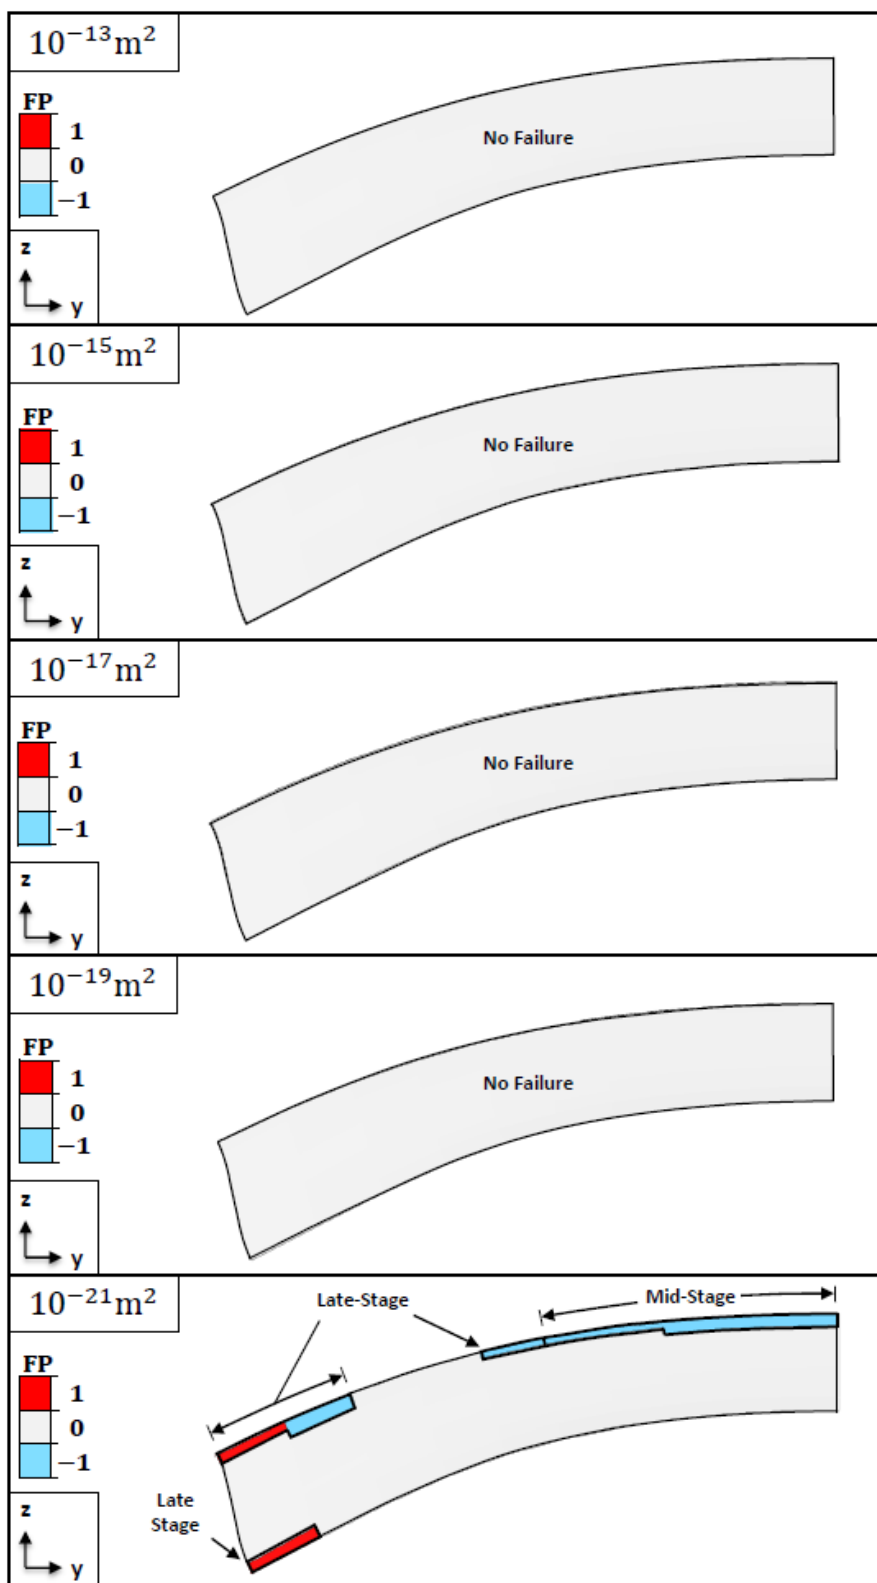 10⁻¹³m²
FP
1
0
−1
z
y
No Failure
10⁻¹⁵m²
FP
1
0
−1
z
y
No Failure
10⁻¹⁷m²
FP
1
0
−1
z
y
No Failure
10⁻¹⁹m²
FP
1
0
−1
z
y
No Failure
10⁻²¹m²
Late-Stage
Mid-Stage
FP
1
0
−1
Late
Stage
z
y